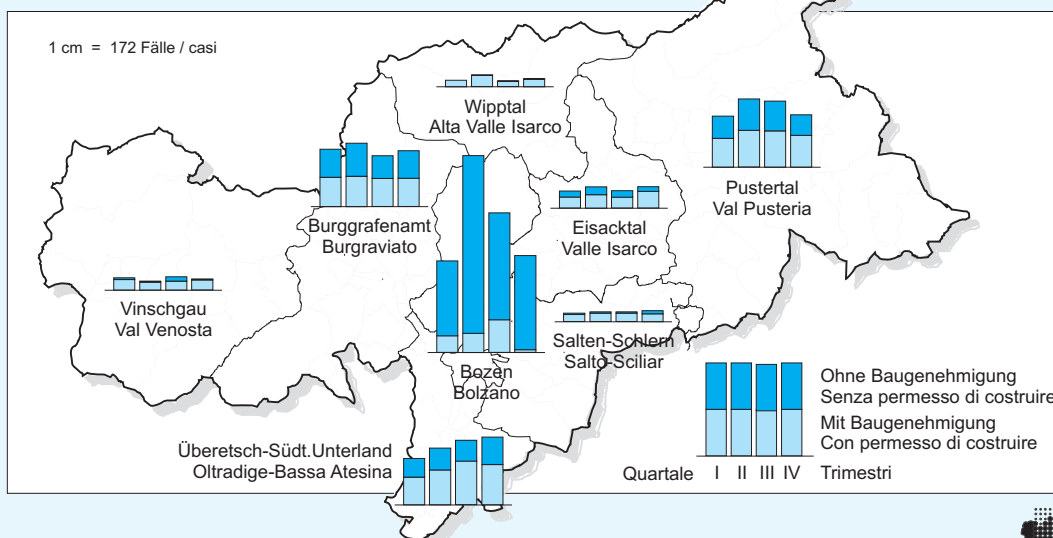 1 cm = 172 Fälle / casi
Wipptal
Alta Valle Isarco
Pustertal
Val Pusteria
Burggrafenamt
Burgraviato
Eisacktal
Valle Isarco
Vinschgau
Val Venosta
Salten-Schlern
Salto-Sciliar
Bozen
Bolzano
Ohne Baugenehmigung
Senza permesso di costruire
Mit Baugenehmigung
Con permesso di costruire
Überetsch-Südt.Unterland
Oltradige-Bassa Atesina
Quartale I II III IV Trimestri